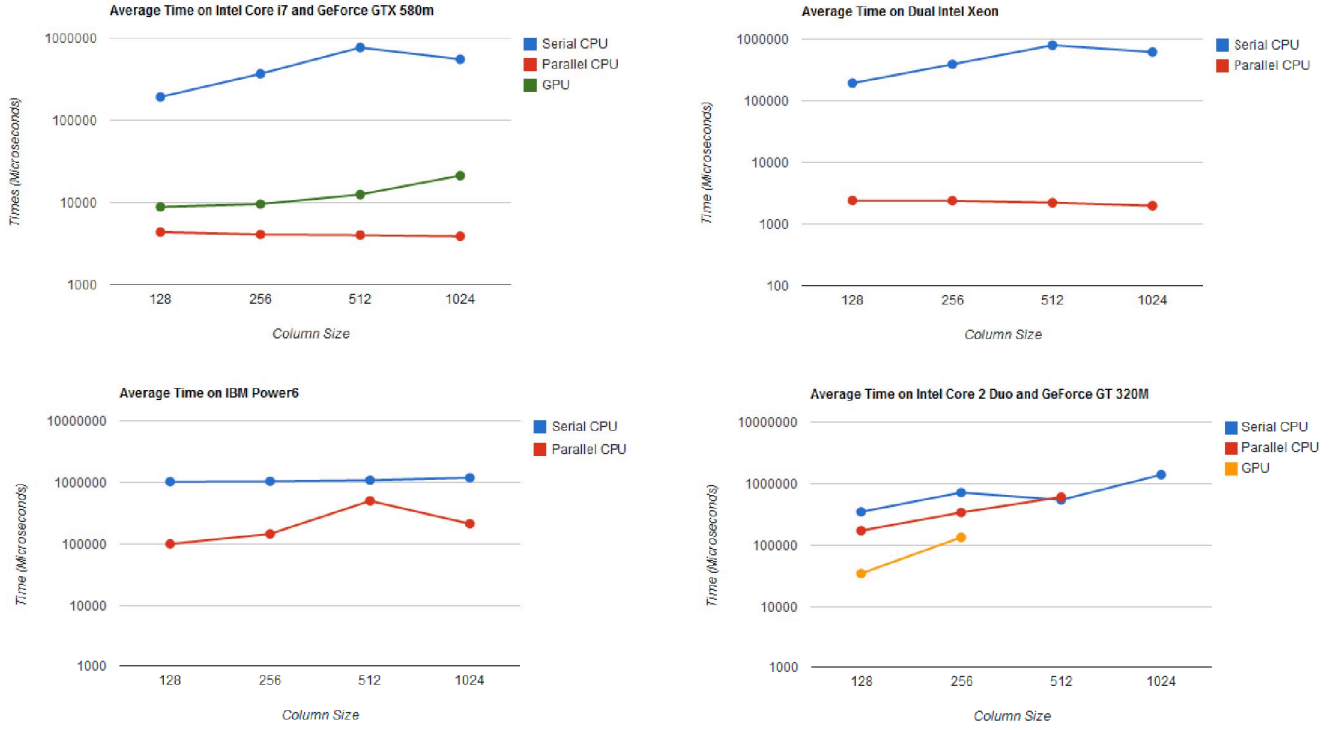 Average Time on Intel Core i7 and GeForce GTX 580m
Times (Microseconds)
1000000
100000
10000
1000
128 256 512 1024
Column Size
Serial CPU
Parallel CPU
GPU
Average Time on Dual Intel Xeon
Time (Microseconds)
1000000
100000
10000
1000
100
128 256 512 1024
Column Size
Serial CPU
Parallel CPU
Average Time on IBM Power6
Time (Microseconds)
10000000
1000000
100000
10000
1000
128 256 512 1024
Column Size
Serial CPU
Parallel CPU
Average Time on Intel Core 2 Duo and GeForce GT 320M
Time (Microseconds)
10000000
1000000
100000
10000
1000
128 256 512 1024
Column Size
Serial CPU
Parallel CPU
GPU